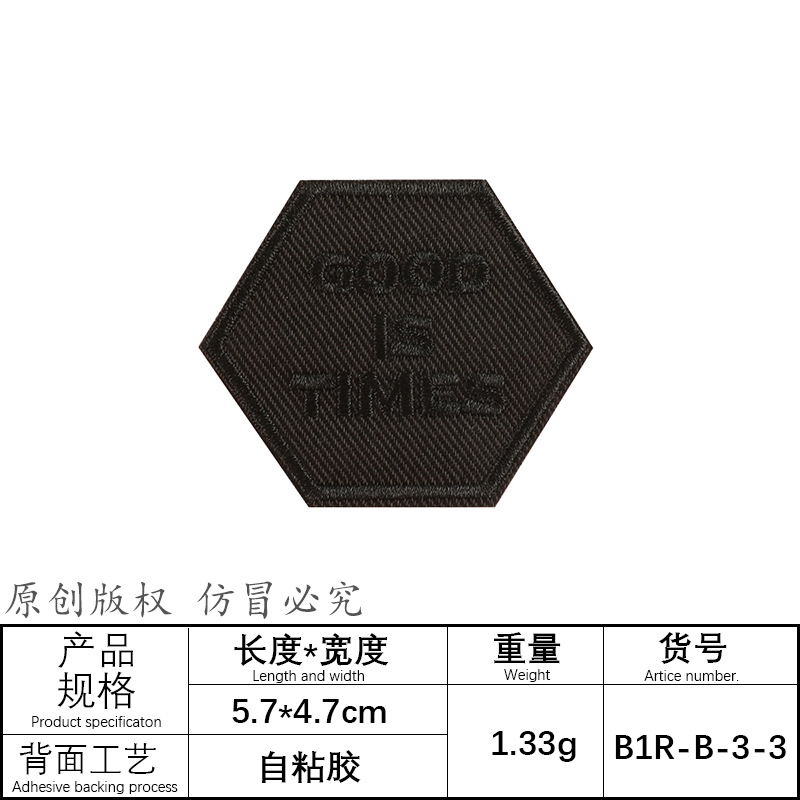 GOOD
IS
TIMES
原创版权 仿冒必究
产品
规格
Product specificaton
长度*宽度
Length and width
重量
Weight
货号
Artice number.
5.7*4.7cm
1.33g
B1R-B-3-3
背面工艺
Adhesive backing process
自粘胶